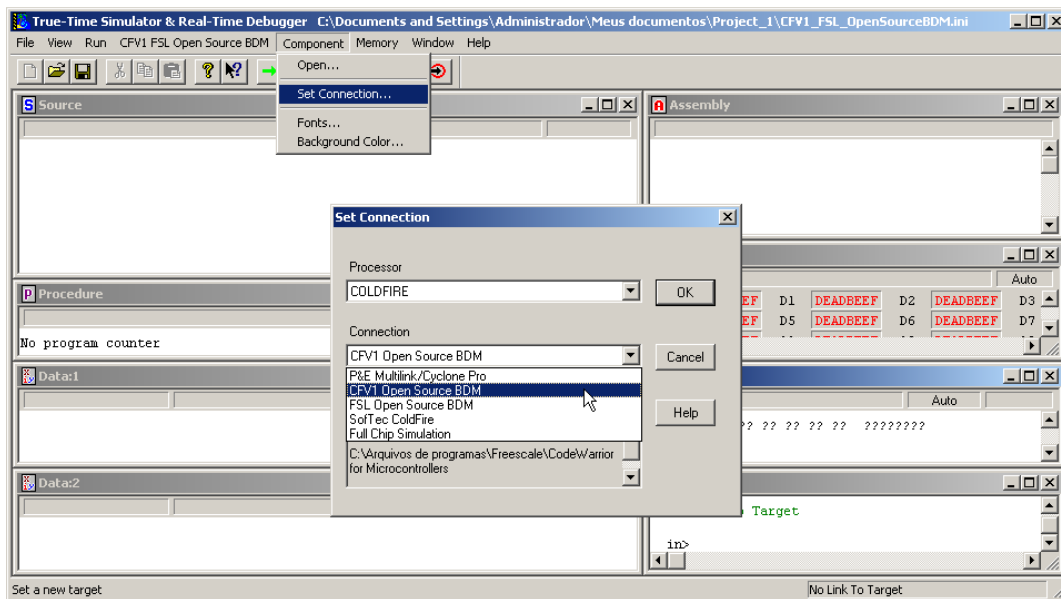 True-Time Simulator & Real-Time Debugger C:\Documents and Settings\Administrador\Meus documentos\Project_1\CFV1_FSL_OpenSourceBDM.ini
File View Run CFV1 FSL Open Source BDM Component Memory Window Help
Open...
Set Connection...
Fonts...
Background Color...
S Source
A Assembly
Set Connection
Processor
COLDFIRE
OK
Connection
CFV1 Open Source BDM
Cancel
P&E Multilink/Cyclone Pro
CFV1 Open Source BDM
FSL Open Source BDM
SofTec ColdFire
Full Chip Simulation
Help
C:\Arquivos de programas\Freescale\CodeWarrior
for Microcontrollers
Auto
EF D1 DEADBEEF D2 DEADBEEF D3
EF D5 DEADBEEF D6 DEADBEEF D7
P Procedure
No program counter
Data:1
Auto
?? ?? ?? ?? ?? ????????
Data:2
Target
in>
Set a new target
No Link To Target